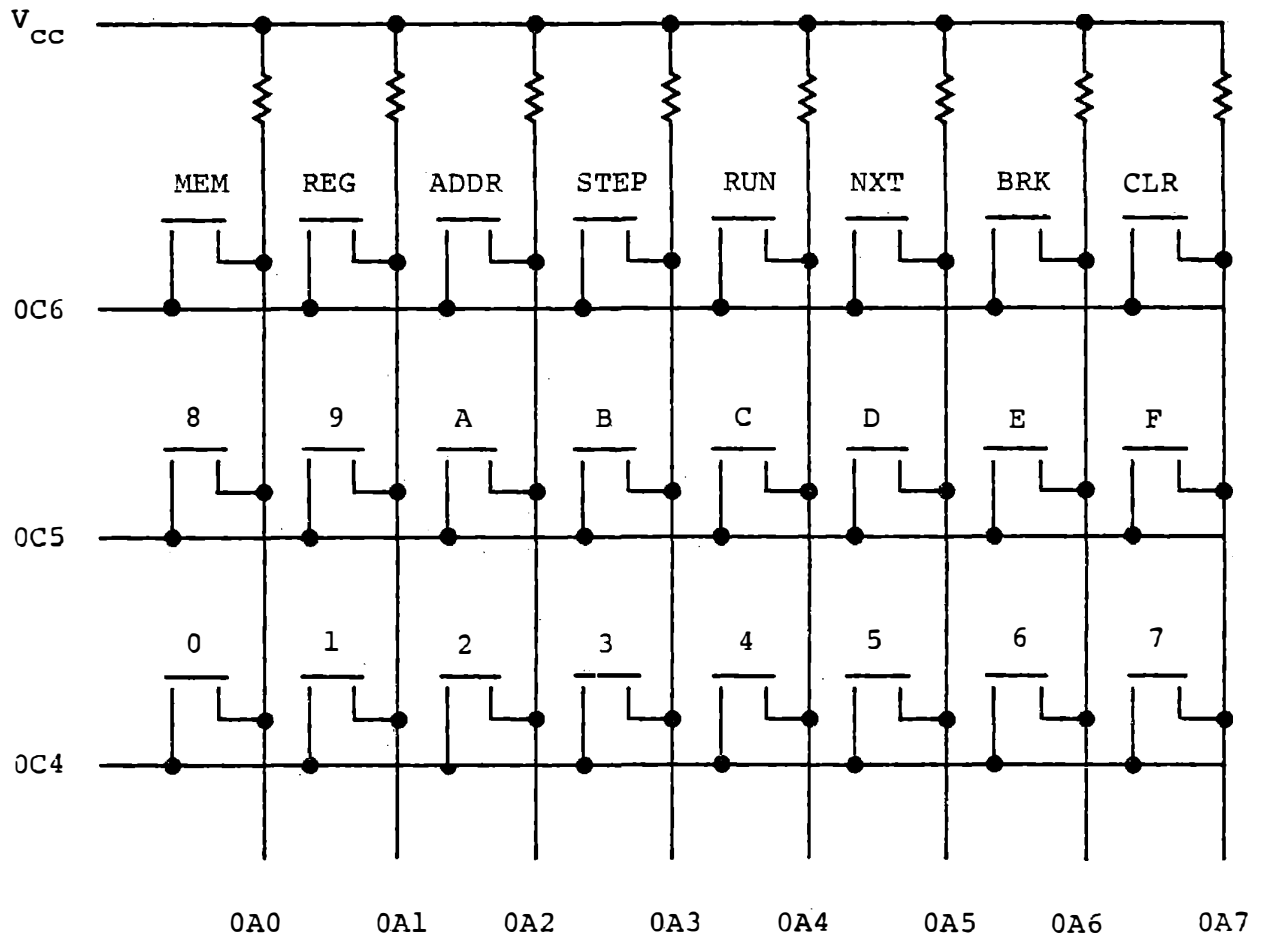 Vcc
MEM REG ADDR STEP RUN NXT BRK CLR
0C6
8 9 A B C D E F
0C5
0 1 2 3 4 5 6 7
0C4
0A0 0A1 0A2 0A3 0A4 0A5 0A6 0A7